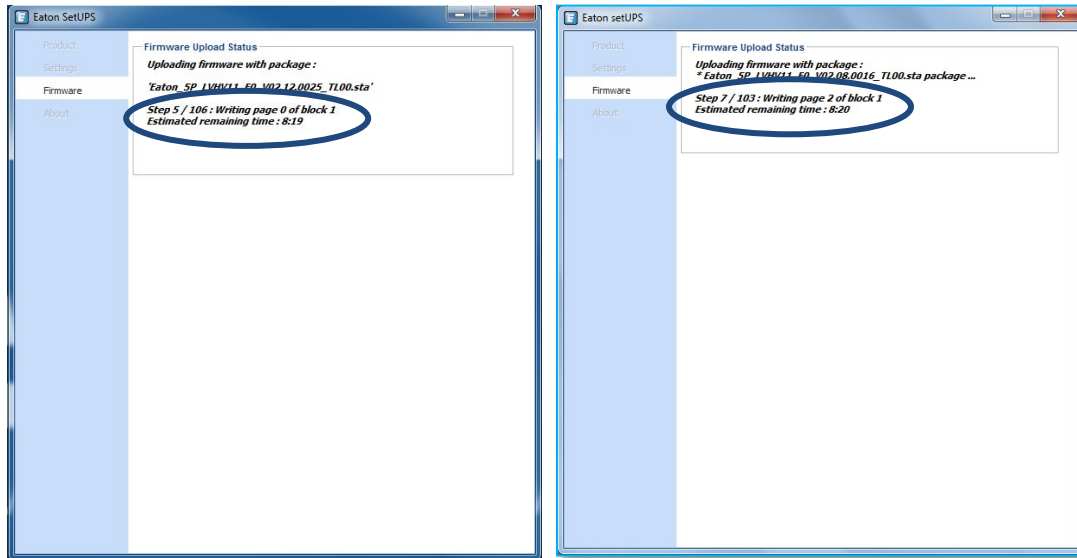 Eaton SetUPS
Product
Settings
Firmware
About
Firmware Upload Status
Uploading firmware with package :
'Eaton_5P_LVHV11_E0_V02.12.0025_TL00.sta'
Step 5 / 106 : Writing page 0 of block 1
Estimated remaining time : 8:19
Eaton setUPS
Product
Settings
Firmware
About
Firmware Upload Status
Uploading firmware with package :
* Eaton_5P_LVHV11_E0_V02.08.0016_TL00.sta package ...
Step 7 / 103 : Writing page 2 of block 1
Estimated remaining time : 8:20